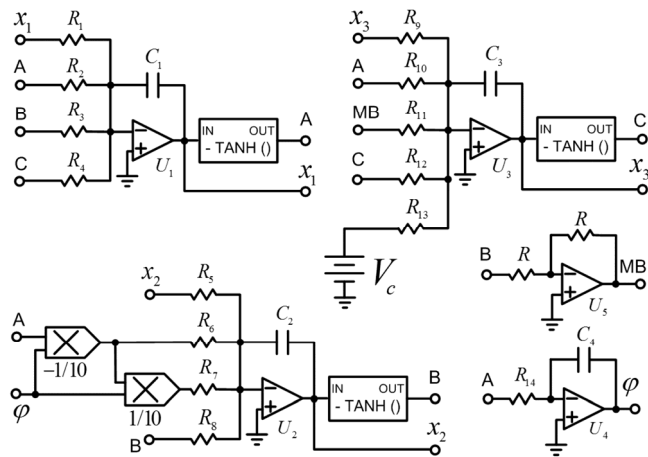 x₁ R₁
A R₂ C₁
B R₃
C R₄
− + U₁
IN OUT
- TANH ()
A
x₁
x₃ R₉
A R₁₀ C₃
MB R₁₁
C R₁₂
R₁₃
− + U₃
IN OUT
- TANH ()
C
x₃
V꜀
x₂ R₅
A R₆ C₂
−1/10
φ R₇
1/10
B R₈
− + U₂
IN OUT
- TANH ()
B
x₂
B R R
− + U₅
MB
A R₁₄ C₄
− + U₄
φ